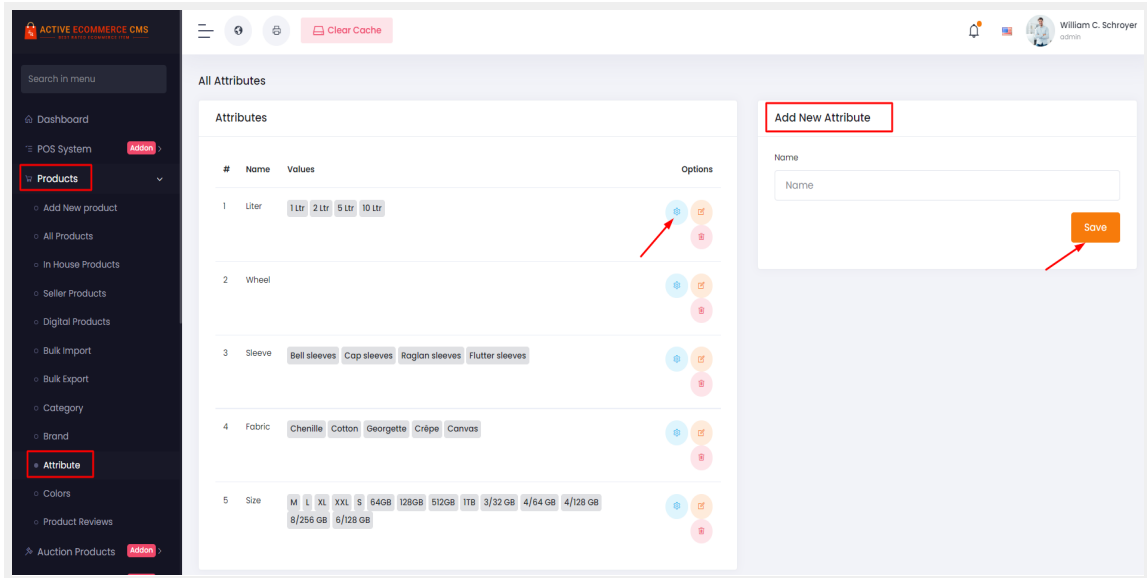 ACTIVE ECOMMERCE CMS
BEST RATED ECOMMERCE ITEM
Clear Cache
William C. Schroyer
admin
Search in menu
Dashboard
POS System Addon
Products
Add New product
All Products
In House Products
Seller Products
Digital Products
Bulk Import
Bulk Export
Category
Brand
Attribute
Colors
Product Reviews
Auction Products Addon
All Attributes
Attributes
# Name Values Options
1 Liter 1 Ltr 2 Ltr 5 Ltr 10 Ltr
2 Wheel
3 Sleeve Bell sleeves Cap sleeves Raglan sleeves Flutter sleeves
4 Fabric Chenille Cotton Georgette Crêpe Canvas
5 Size M L XL XXL S 64GB 128GB 512GB 1TB 3/32 GB 4/64 GB 4/128 GB
8/256 GB 6/128 GB
Add New Attribute
Name
Name
Save